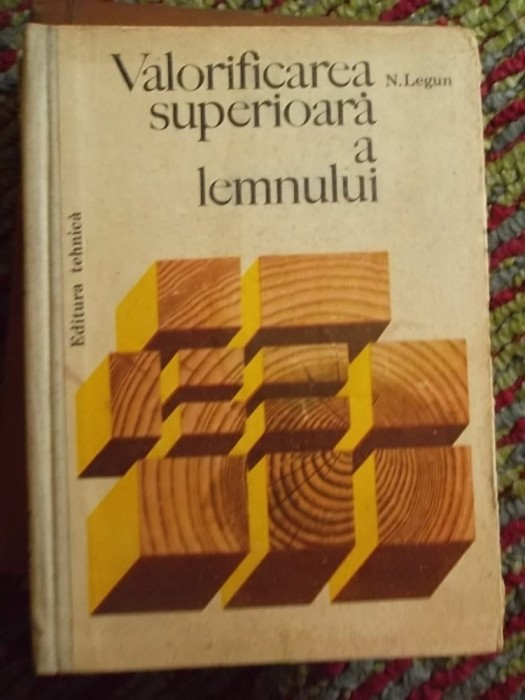 Valorificarea
superioară
a
lemnului
N. Legun
Editura tehnică